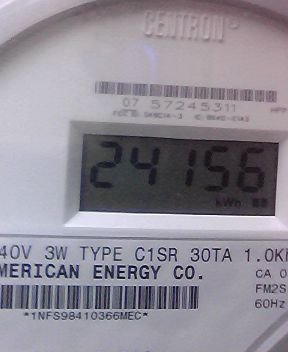 CENTRON®
07 57245311
24156
kWh
40V 3W TYPE C1SR 30TA 1.0K
MERICAN ENERGY CO.
CA 0
FM2S
60Hz
*1NFS98410366MEC*